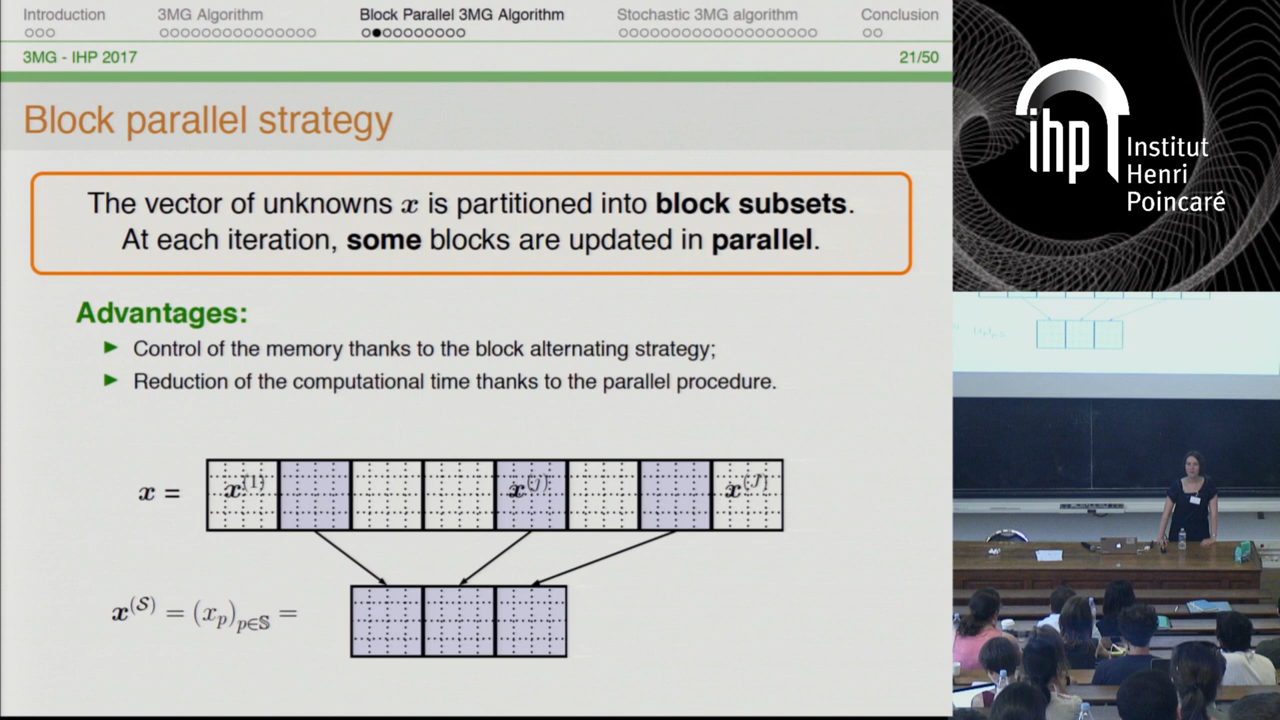 Introduction 3MG Algorithm Block Parallel 3MG Algorithm Stochastic 3MG algorithm Conclusion
3MG - IHP 2017 21/50
Block parallel strategy
The vector of unknowns x is partitioned into block subsets.
At each iteration, some blocks are updated in parallel.
Advantages:
Control of the memory thanks to the block alternating strategy;
Reduction of the computational time thanks to the parallel procedure.
x = x^(1) x^(j) x^(J)
x^(𝒮) = (x_p)_{p∈𝕊} =
ihp Institut
Henri
Poincaré